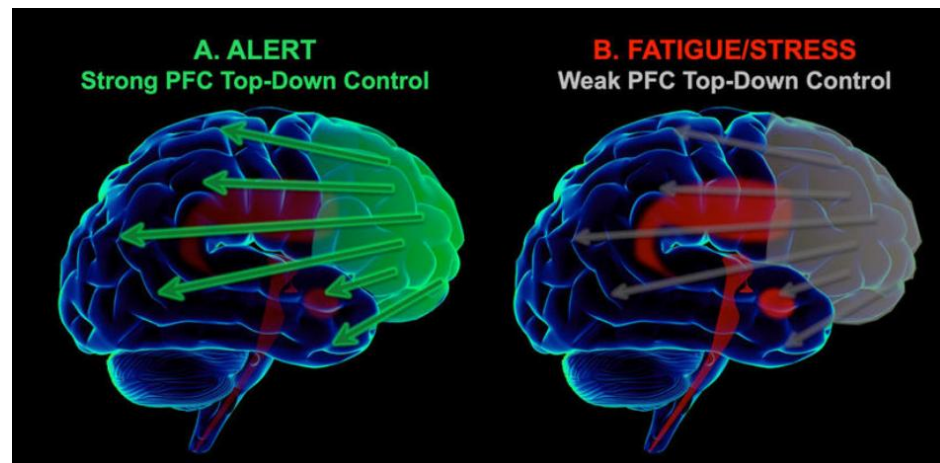 A. ALERT
Strong PFC Top-Down Control
B. FATIGUE/STRESS
Weak PFC Top-Down Control